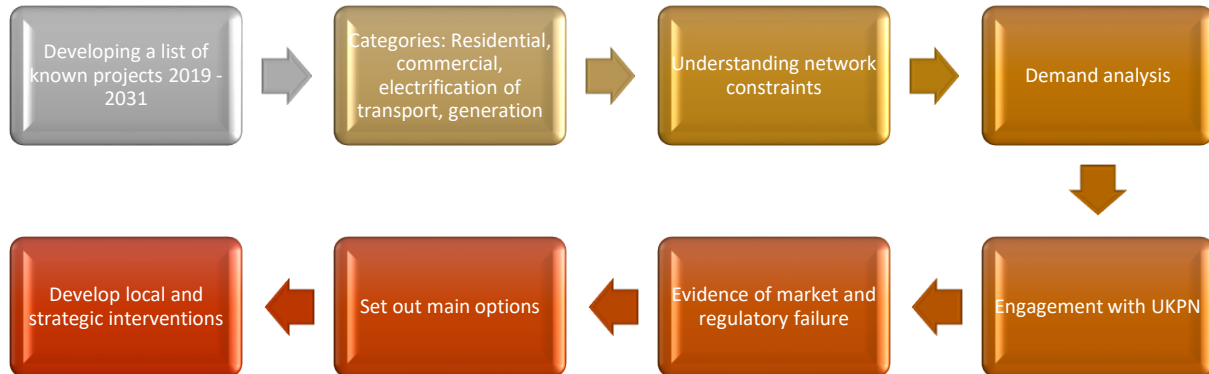 Developing a list of
known projects 2019 -
2031
Categories: Residential,
commercial,
electrification of
transport, generation
Understanding network
constraints
Demand analysis
Engagement with UKPN
Evidence of market and
regulatory failure
Set out main options
Develop local and
strategic interventions